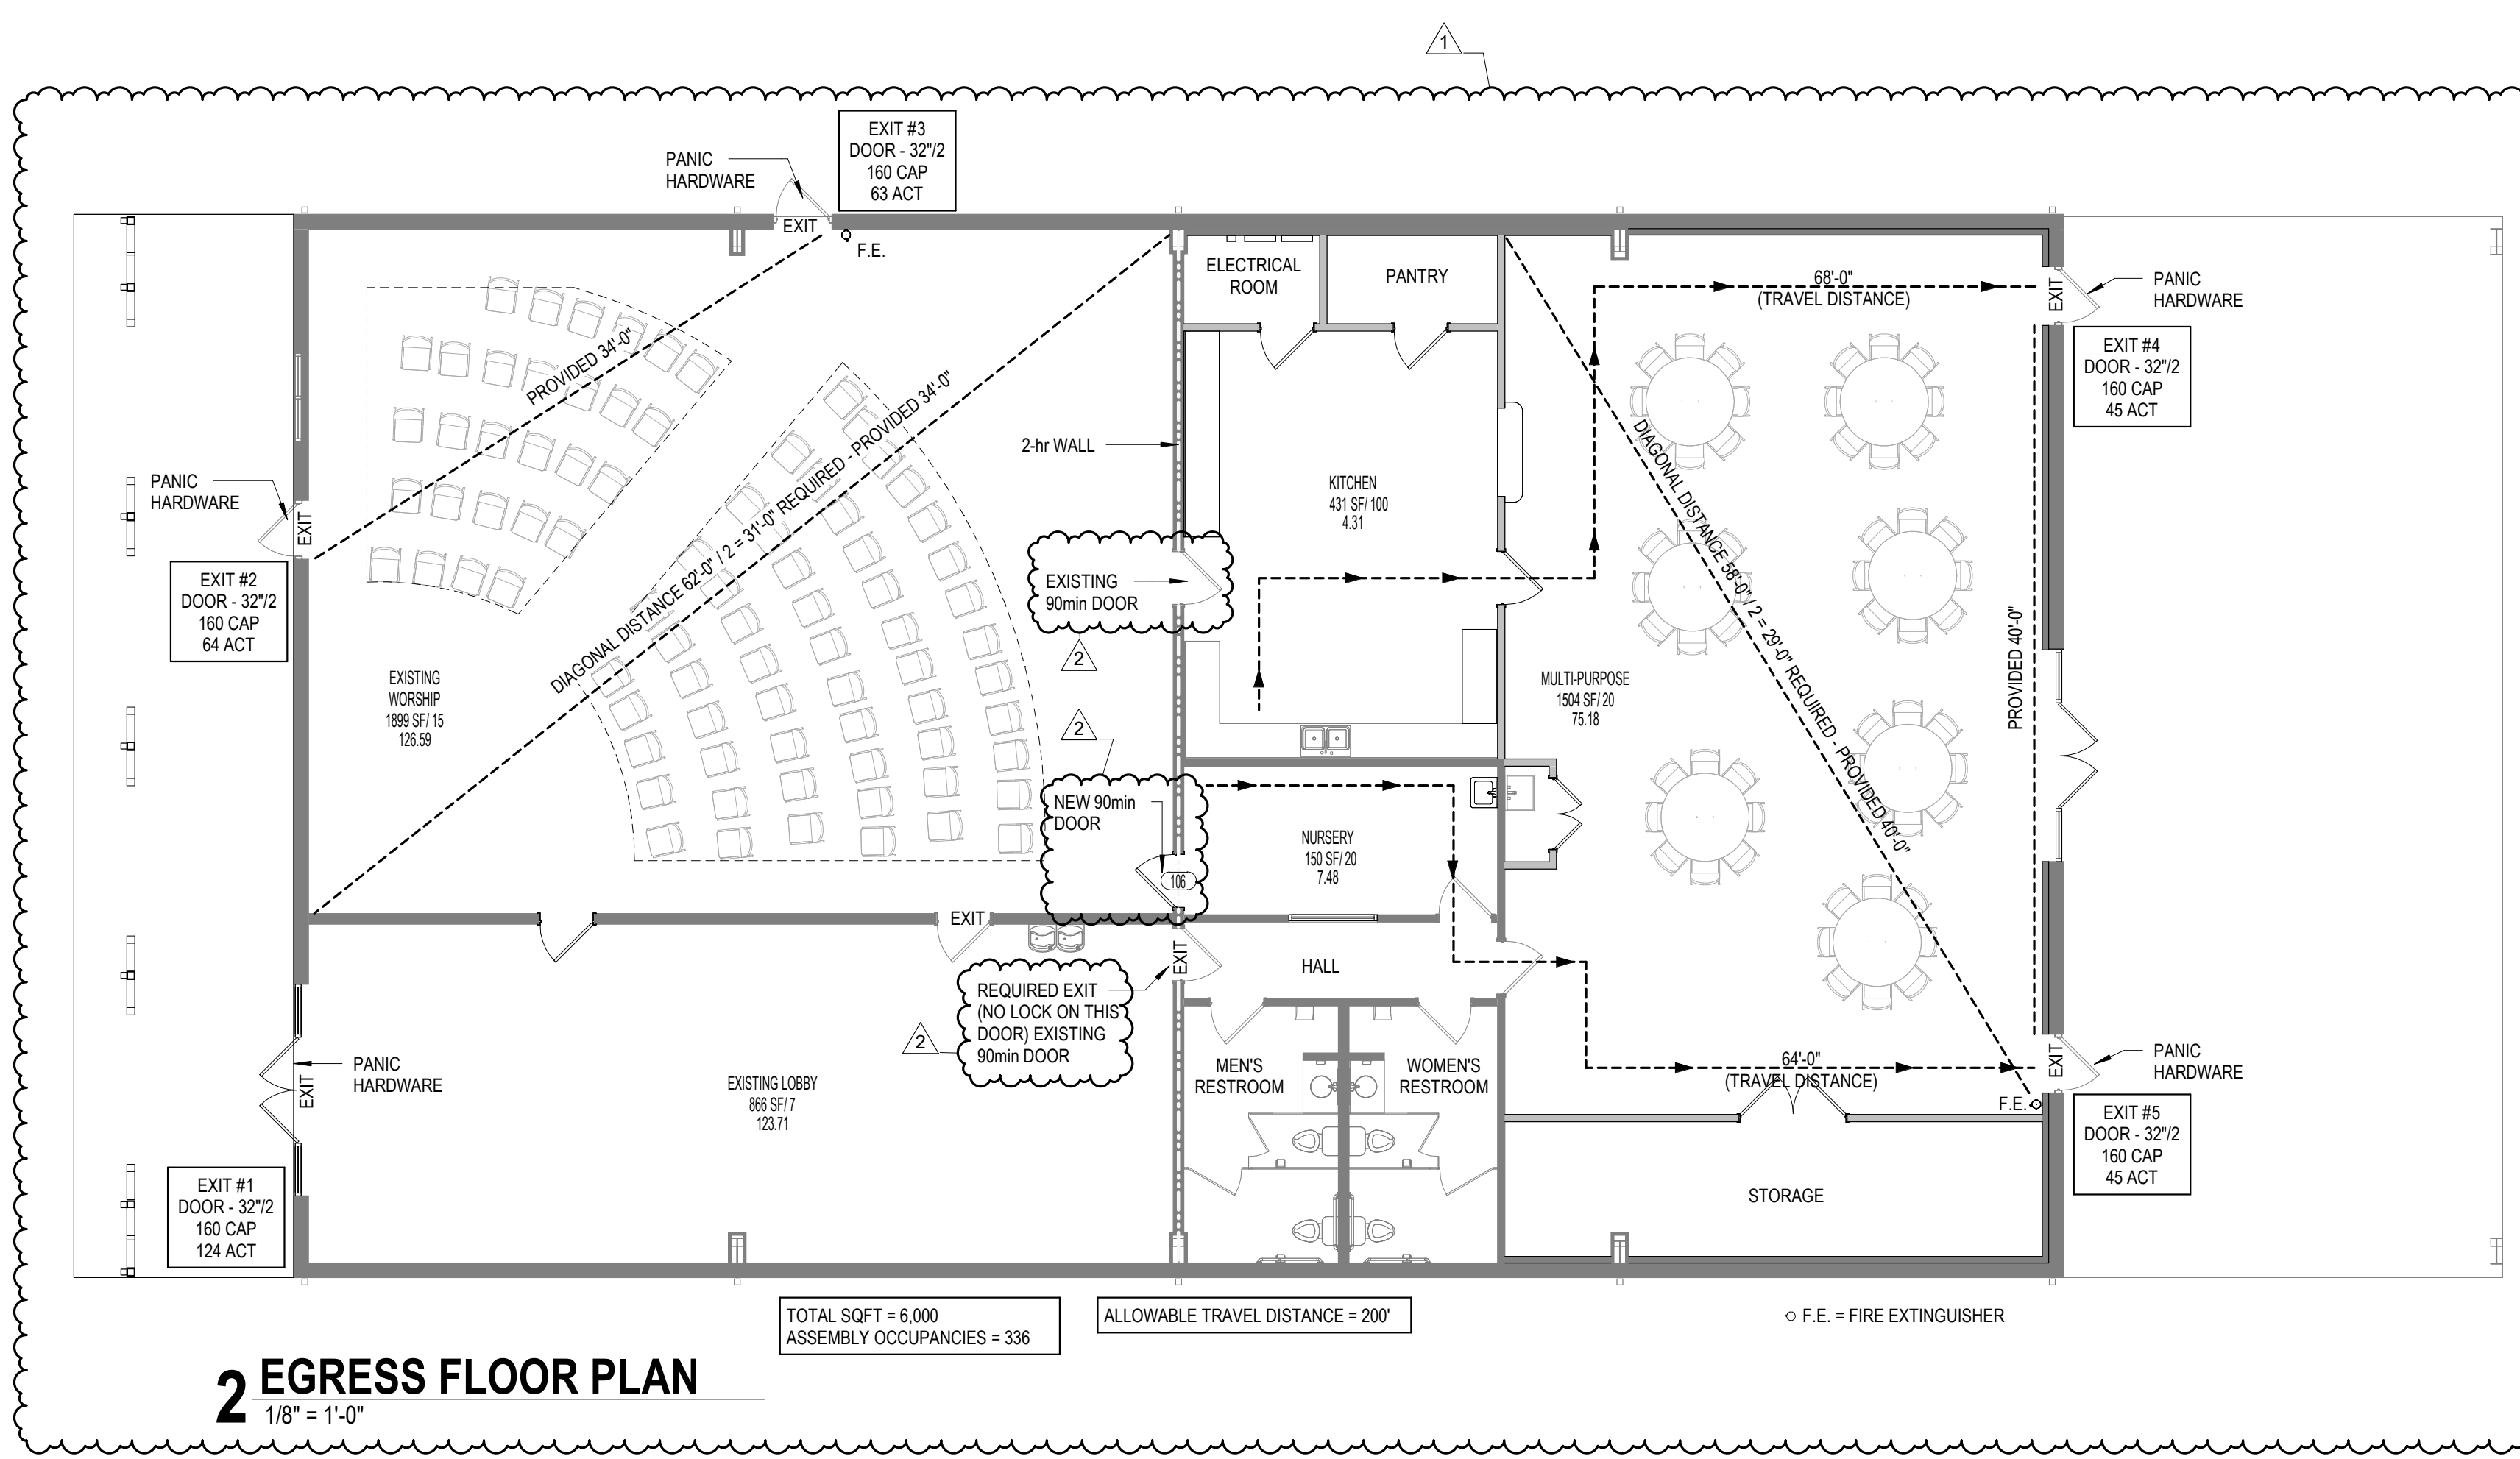 1
EXIT #3
DOOR - 32"/2
160 CAP
63 ACT
PANIC
HARDWARE
EXIT
F.E.
ELECTRICAL
ROOM
PANTRY
68'-0"
(TRAVEL DISTANCE)
EXIT
PANIC
HARDWARE
EXIT #4
DOOR - 32"/2
160 CAP
45 ACT
PROVIDED 34'-0"
DIAGONAL DISTANCE 62'-0" / 2 = 31'-0" REQUIRED - PROVIDED 34'-0"
2-hr WALL
KITCHEN
431 SF/ 100
4.31
DIAGONAL DISTANCE 58'-0" / 2 = 29'-0" REQUIRED - PROVIDED 40'-0"
PANIC
HARDWARE
EXIT
EXIT #2
DOOR - 32"/2
160 CAP
64 ACT
EXISTING
90min DOOR
2
EXISTING
WORSHIP
1899 SF/ 15
126.59
MULTI-PURPOSE
1504 SF/ 20
75.18
PROVIDED 40'-0"
2
NEW 90min
DOOR
106
NURSERY
150 SF/ 20
7.48
EXIT
EXIT
HALL
REQUIRED EXIT
(NO LOCK ON THIS
DOOR) EXISTING
90min DOOR
2
PANIC
HARDWARE
EXIT
EXISTING LOBBY
866 SF/ 7
123.71
MEN'S
RESTROOM
WOMEN'S
RESTROOM
64'-0"
(TRAVEL DISTANCE)
EXIT
PANIC
HARDWARE
F.E.
EXIT #5
DOOR - 32"/2
160 CAP
45 ACT
EXIT #1
DOOR - 32"/2
160 CAP
124 ACT
STORAGE
TOTAL SQFT = 6,000
ASSEMBLY OCCUPANCIES = 336
ALLOWABLE TRAVEL DISTANCE = 200'
F.E. = FIRE EXTINGUISHER
2 EGRESS FLOOR PLAN
1/8" = 1'-0"